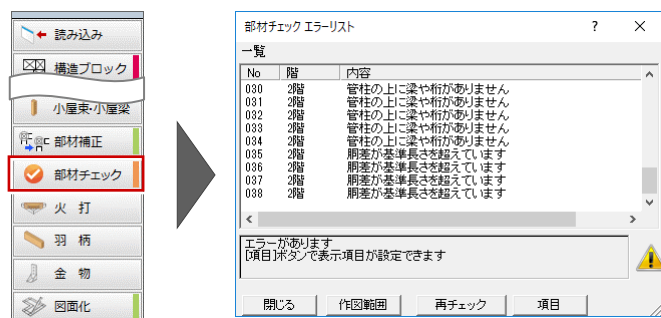 読み込み
構造ブロック
小屋束・小屋梁
部材補正
部材チェック
火 打
羽 柄
金 物
図面化
部材チェック エラーリスト ? ×
一覧
No 階 内容
030 2階 管柱の上に梁や桁がありません
031 2階 管柱の上に梁や桁がありません
032 2階 管柱の上に梁や桁がありません
033 2階 管柱の上に梁や桁がありません
034 2階 管柱の上に梁や桁がありません
035 2階 胴差が基準長さを超えています
036 2階 胴差が基準長さを超えています
037 2階 胴差が基準長さを超えています
038 2階 胴差が基準長さを超えています
エラーがあります
[項目]ボタンで表示項目が設定できます
閉じる 作図範囲 再チェック 項目